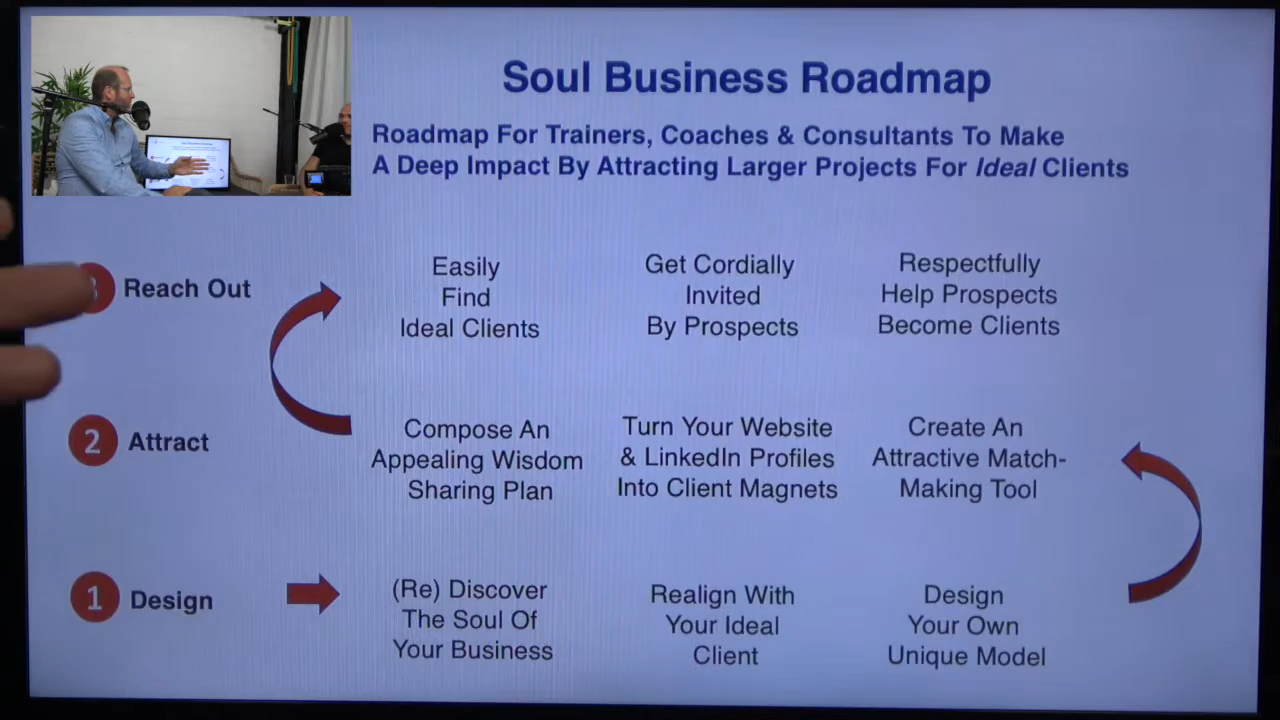 Soul Business Roadmap
Roadmap For Trainers, Coaches & Consultants To Make
A Deep Impact By Attracting Larger Projects For Ideal Clients
Reach Out
Easily
Find
Ideal Clients
Get Cordially
Invited
By Prospects
Respectfully
Help Prospects
Become Clients
2 Attract
Compose An
Appealing Wisdom
Sharing Plan
Turn Your Website
& LinkedIn Profiles
Into Client Magnets
Create An
Attractive Match-
Making Tool
1 Design
(Re) Discover
The Soul Of
Your Business
Realign With
Your Ideal
Client
Design
Your Own
Unique Model